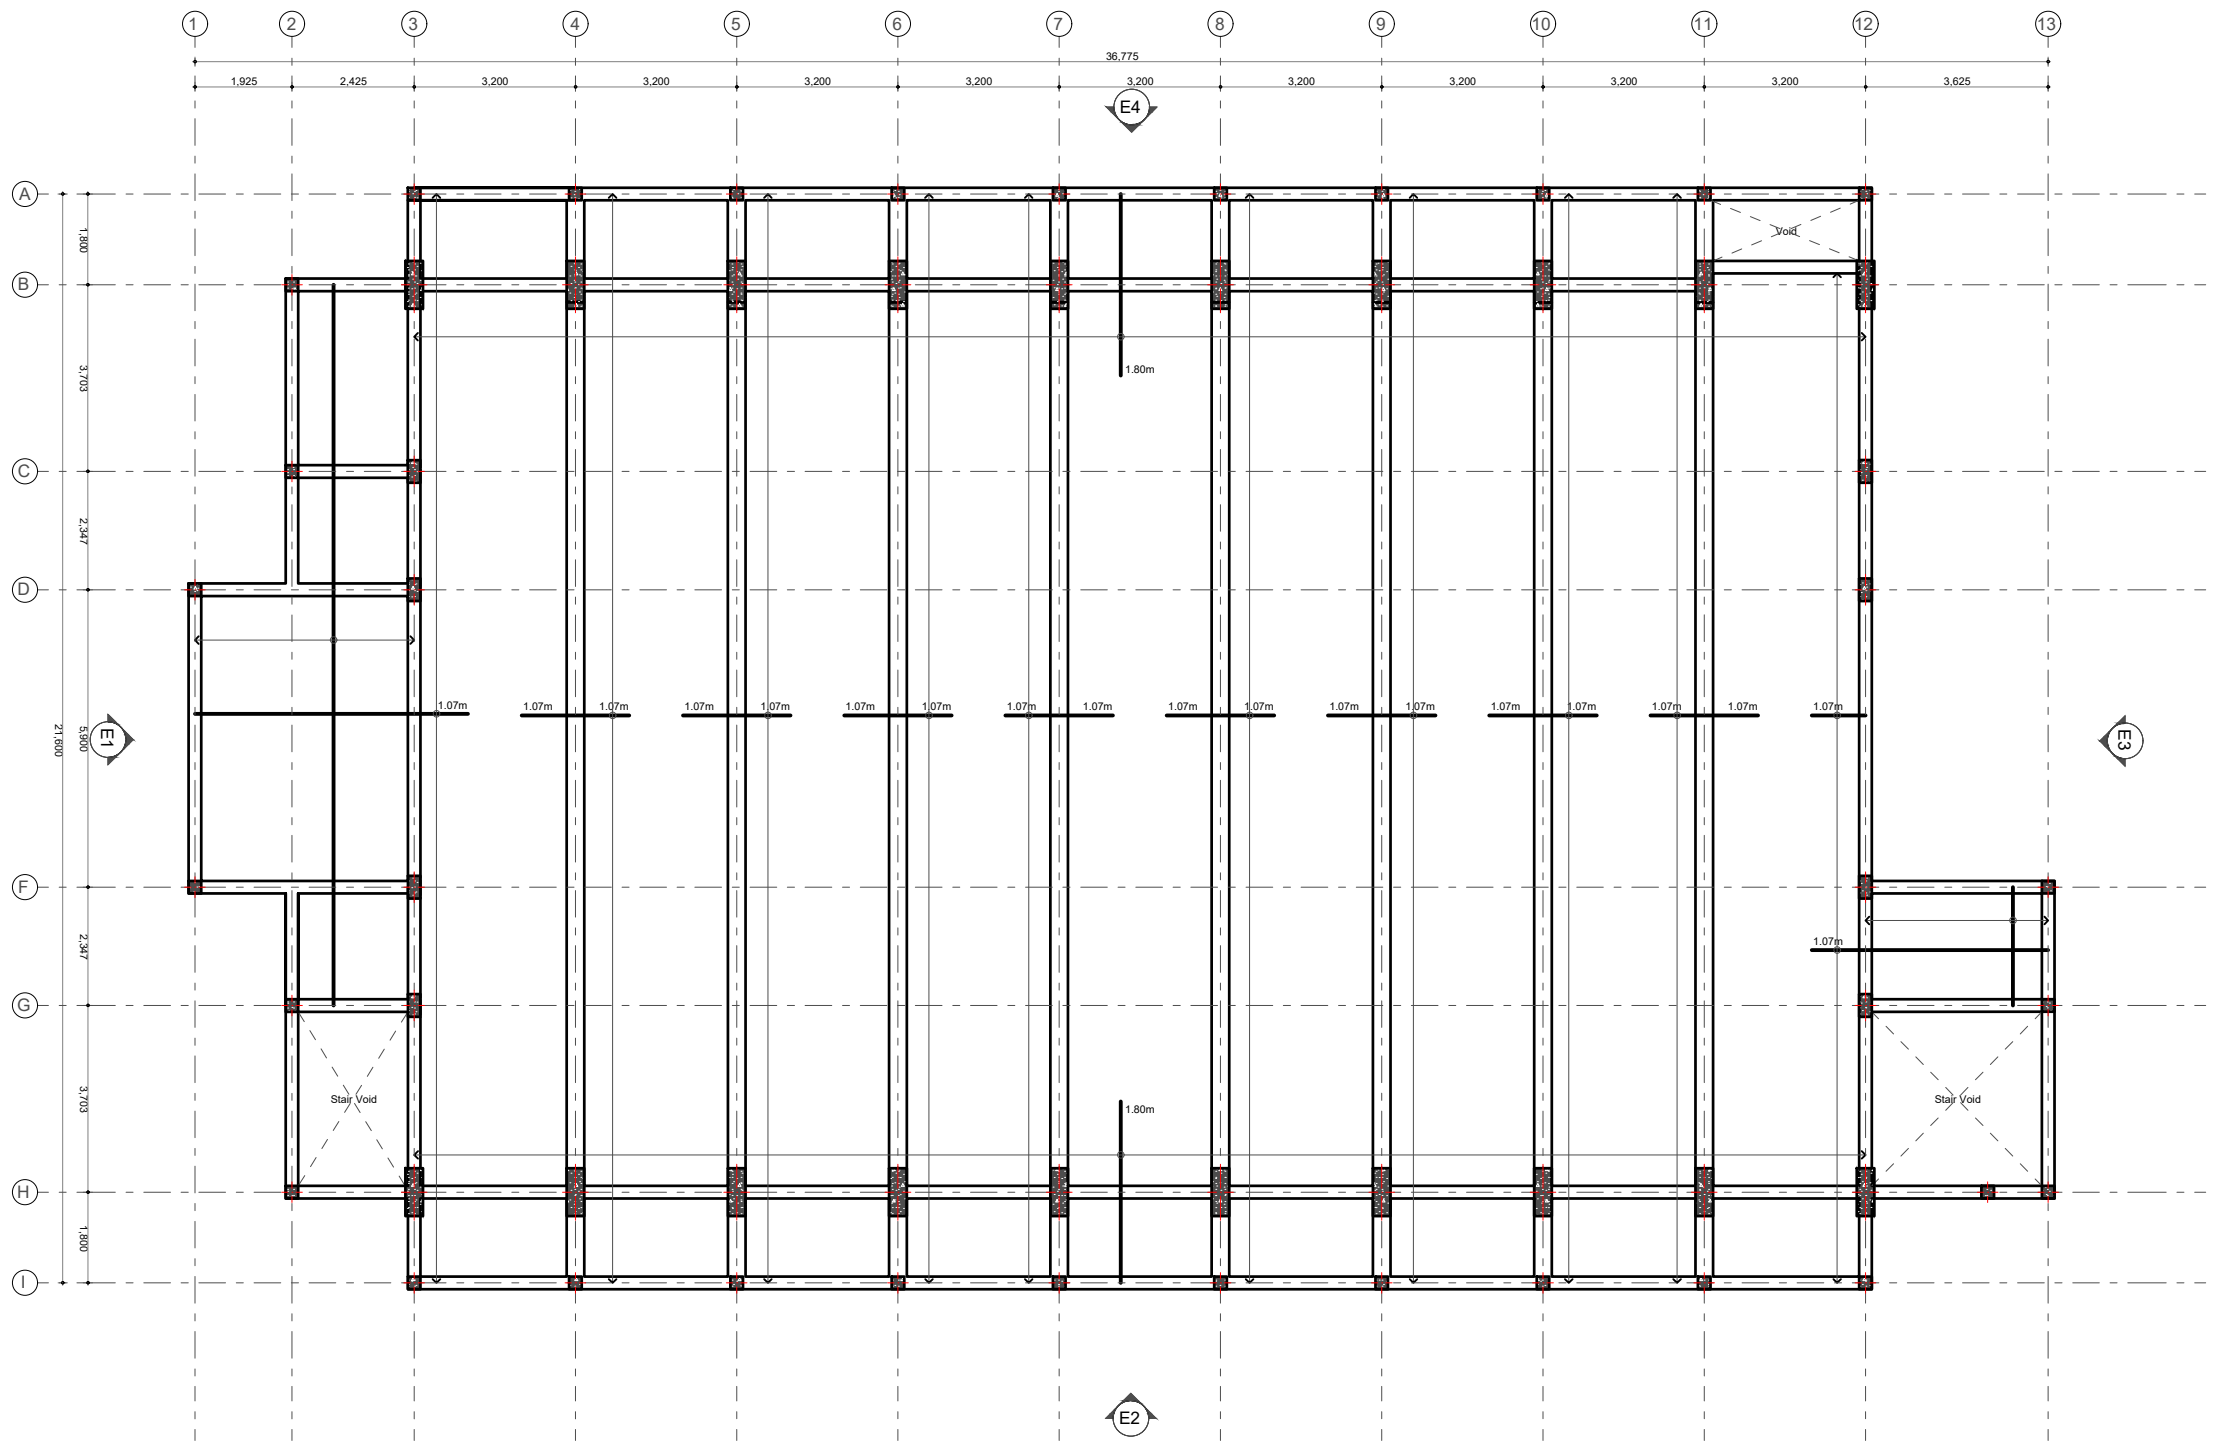 1 2 3 4 5 6 7 8 9 10 11 12 13
36,775
1,925 2,425 3,200 3,200 3,200 3,200 3,200 3,200 3,200 3,200 3,200 3,625
E4
A
1,800
Void
B
3,703
1.80m
C
2,347
D
1.07m 1.07m 1.07m 1.07m 1.07m 1.07m 1.07m 1.07m 1.07m 1.07m 1.07m 1.07m 1.07m 1.07m 1.07m 1.07m 1.07m 1.07m
E1
21,600
5,900
E3
F
2,347
1.07m
G
3,703
Stair Void
Stair Void
1.80m
H
1,800
I
E2